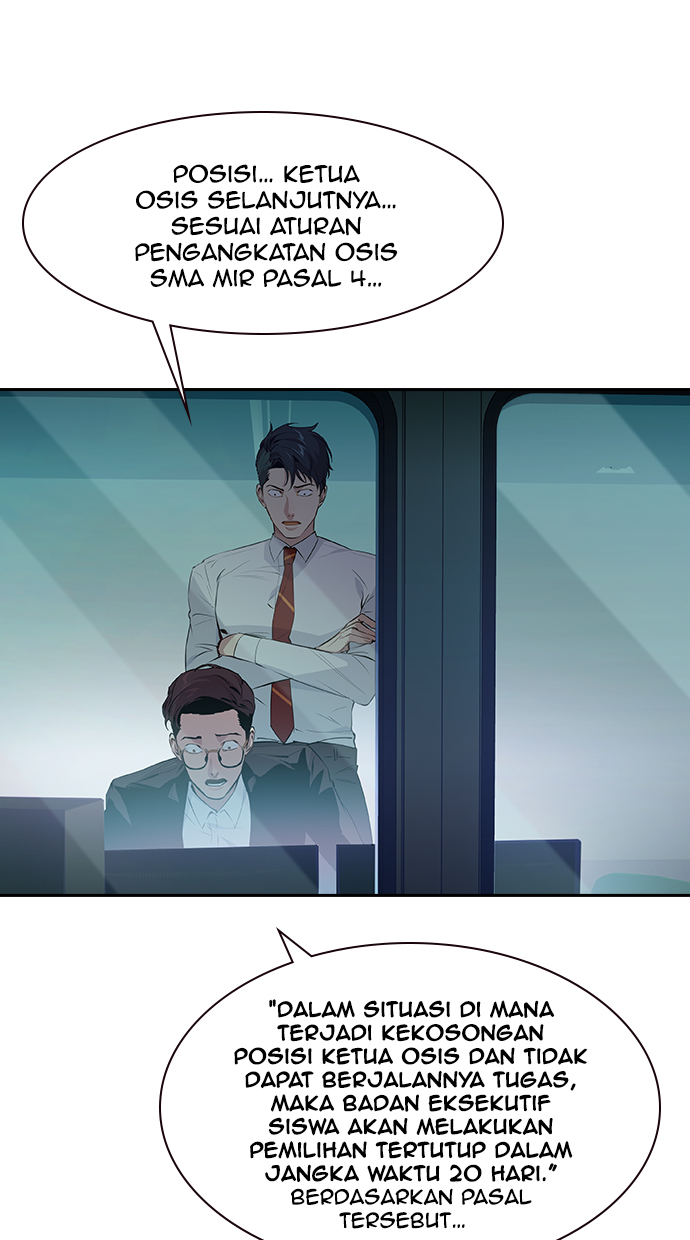 POSISI... KETUA
OSIS SELANJUTNYA...
SESUAI ATURAN
PENGANGKATAN OSIS
SMA MIR PASAL 4...
"DALAM SITUASI DI MANA
TERJADI KEKOSONGAN
POSISI KETUA OSIS DAN TIDAK
DAPAT BERJALANNYA TUGAS,
MAKA BADAN EKSEKUTIF
SISWA AKAN MELAKUKAN
PEMILIHAN TERTUTUP DALAM
JANGKA WAKTU 20 HARI."
BERDASARKAN PASAL
TERSEBUT...